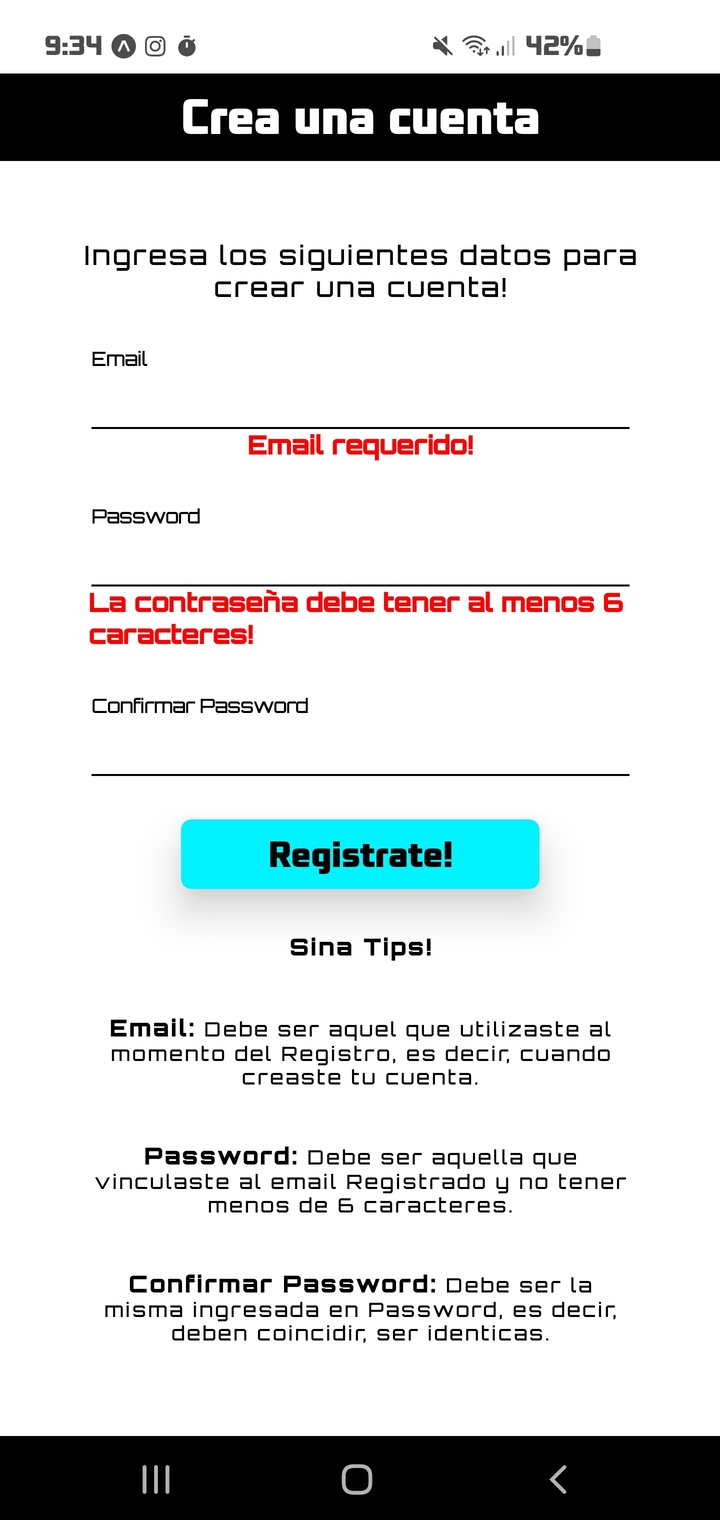 9:34 42%
Crea una cuenta
Ingresa los siguientes datos para
crear una cuenta!
Email
Email requerido!
Password
La contraseña debe tener al menos 6
caracteres!
Confirmar Password
Registrate!
Sina Tips!
Email: Debe ser aquel que utilizaste al
momento del Registro, es decir, cuando
creaste tu cuenta.
Password: Debe ser aquella que
vinculaste al email Registrado y no tener
menos de 6 caracteres.
Confirmar Password: Debe ser la
misma ingresada en Password, es decir,
deben coincidir, ser identicas.